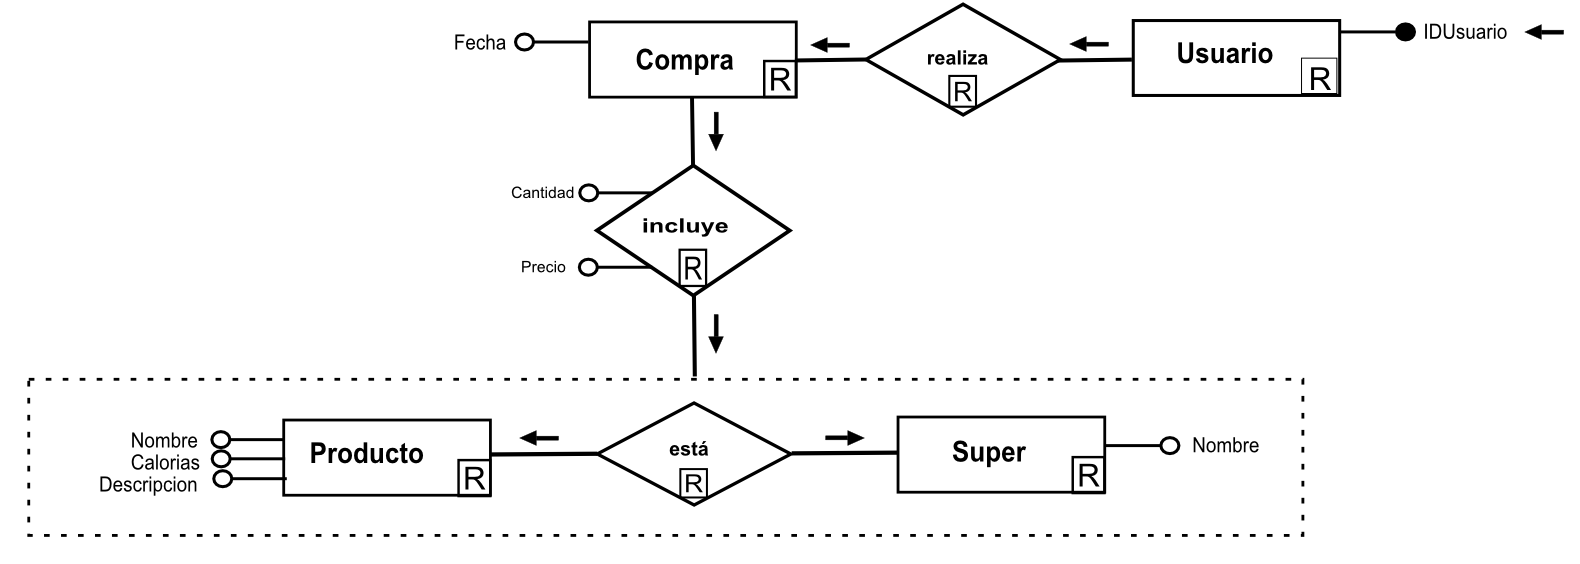 Fecha
Compra
R
realiza
R
Usuario
R
IDUsuario
Cantidad
incluye
Precio
R
Nombre
Calorias
Descripcion
Producto
R
está
R
Super
R
Nombre